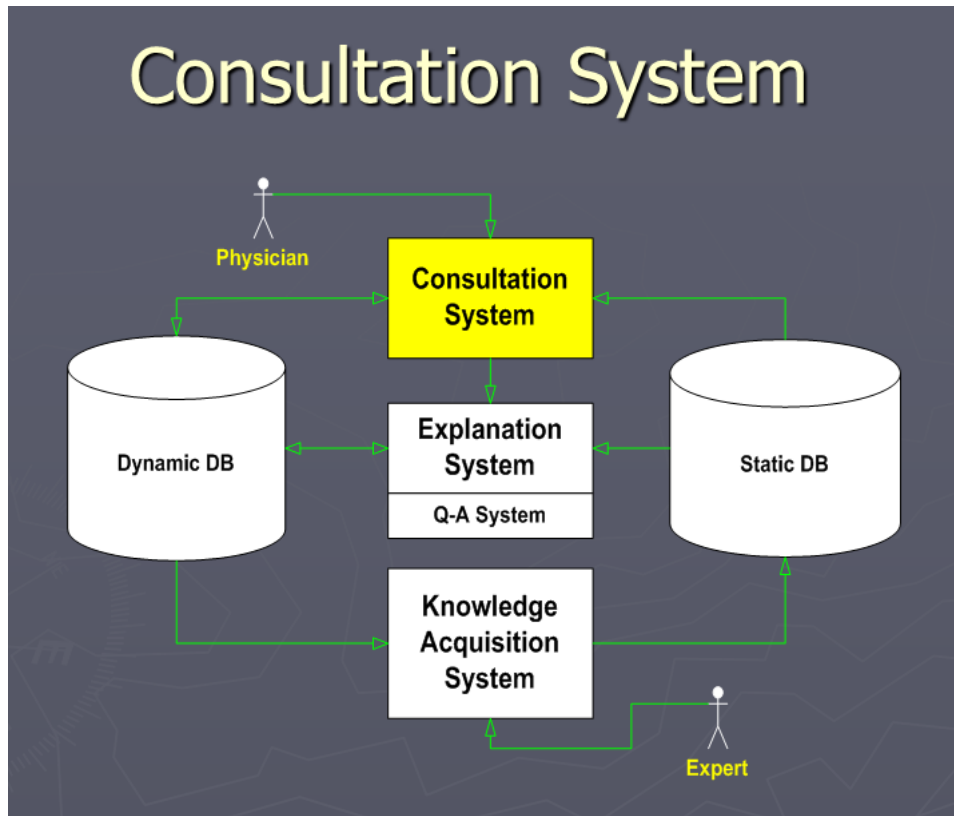 Consultation System
Physician
Consultation
System
Explanation
System
Q-A System
Dynamic DB
Static DB
Knowledge
Acquisition
System
Expert